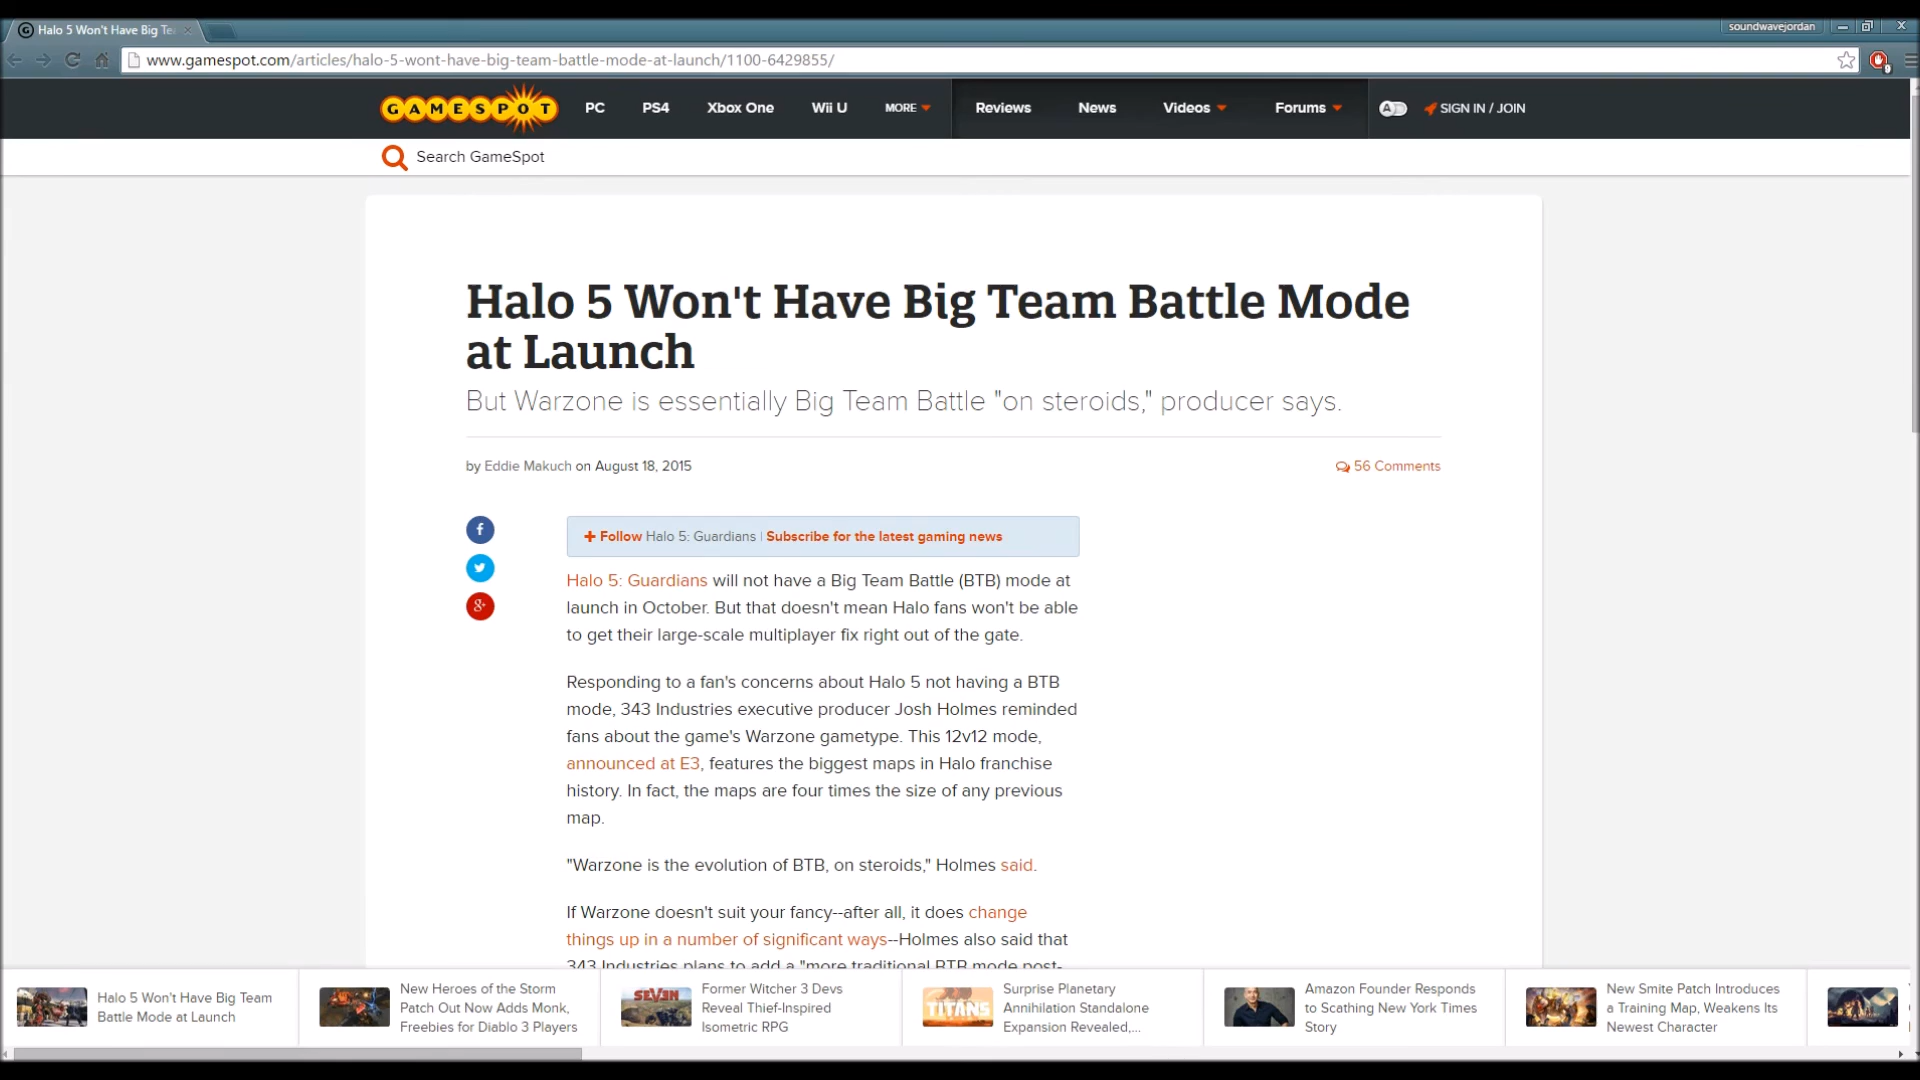 Halo 5 Won't Have Big Te
soundwavejordan
www.gamespot.com/articles/halo-5-wont-have-big-team-battle-mode-at-launch/1100-6429855/
GAMESPOT PC PS4 Xbox One Wii U MORE Reviews News Videos Forums A SIGN IN / JOIN
Search GameSpot
Halo 5 Won't Have Big Team Battle Mode
at Launch
But Warzone is essentially Big Team Battle "on steroids," producer says.
by Eddie Makuch on August 18, 2015
56 Comments
+ Follow Halo 5: Guardians | Subscribe for the latest gaming news
Halo 5: Guardians will not have a Big Team Battle (BTB) mode at
launch in October. But that doesn't mean Halo fans won't be able
to get their large-scale multiplayer fix right out of the gate.
Responding to a fan's concerns about Halo 5 not having a BTB
mode, 343 Industries executive producer Josh Holmes reminded
fans about the game's Warzone gametype. This 12v12 mode,
announced at E3, features the biggest maps in Halo franchise
history. In fact, the maps are four times the size of any previous
map.
"Warzone is the evolution of BTB, on steroids," Holmes said.
If Warzone doesn't suit your fancy--after all, it does change
things up in a number of significant ways--Holmes also said that
343 Industries plans to add a "more traditional BTB mode post-
Halo 5 Won't Have Big Team
Battle Mode at Launch
New Heroes of the Storm
Patch Out Now Adds Monk,
Freebies for Diablo 3 Players
SEVEN
Former Witcher 3 Devs
Reveal Thief-Inspired
Isometric RPG
TITANS
Surprise Planetary
Annihilation Standalone
Expansion Revealed,...
Amazon Founder Responds
to Scathing New York Times
Story
New Smite Patch Introduces
a Training Map, Weakens Its
Newest Character